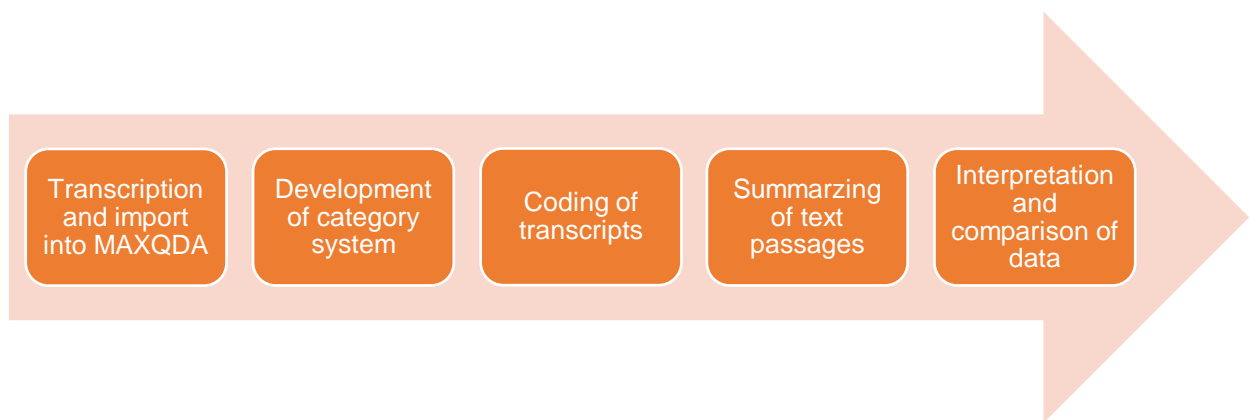 Transcription
and import
into MAXQDA
Development
of category
system
Coding of
transcripts
Summarzing
of text
passages
Interpretation
and
comparison of
data